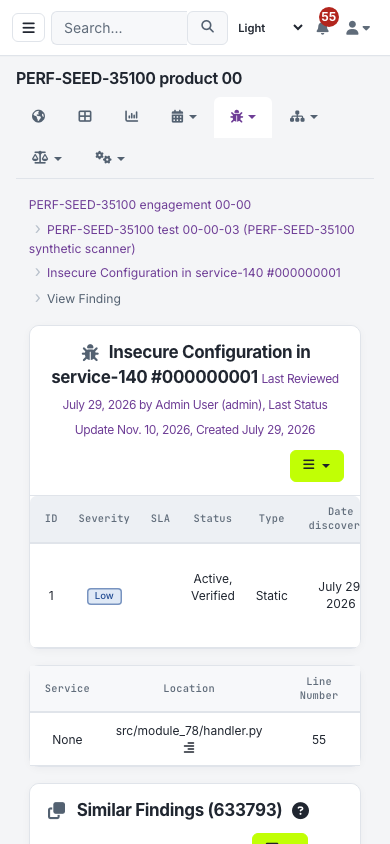 Search...
Light
55
PERF-SEED-35100 product 00
PERF-SEED-35100 engagement 00-00
PERF-SEED-35100 test 00-00-03 (PERF-SEED-35100
synthetic scanner)
Insecure Configuration in service-140 #000000001
View Finding
Insecure Configuration in
service-140 #000000001 Last Reviewed
July 29, 2026 by Admin User (admin), Last Status
Update Nov. 10, 2026, Created July 29, 2026
ID Severity SLA Status Type Date
discover
1 Low Active,
Verified Static July 29
2026
Service Location Line
Number
None src/module_78/handler.py 55
Similar Findings (633793)